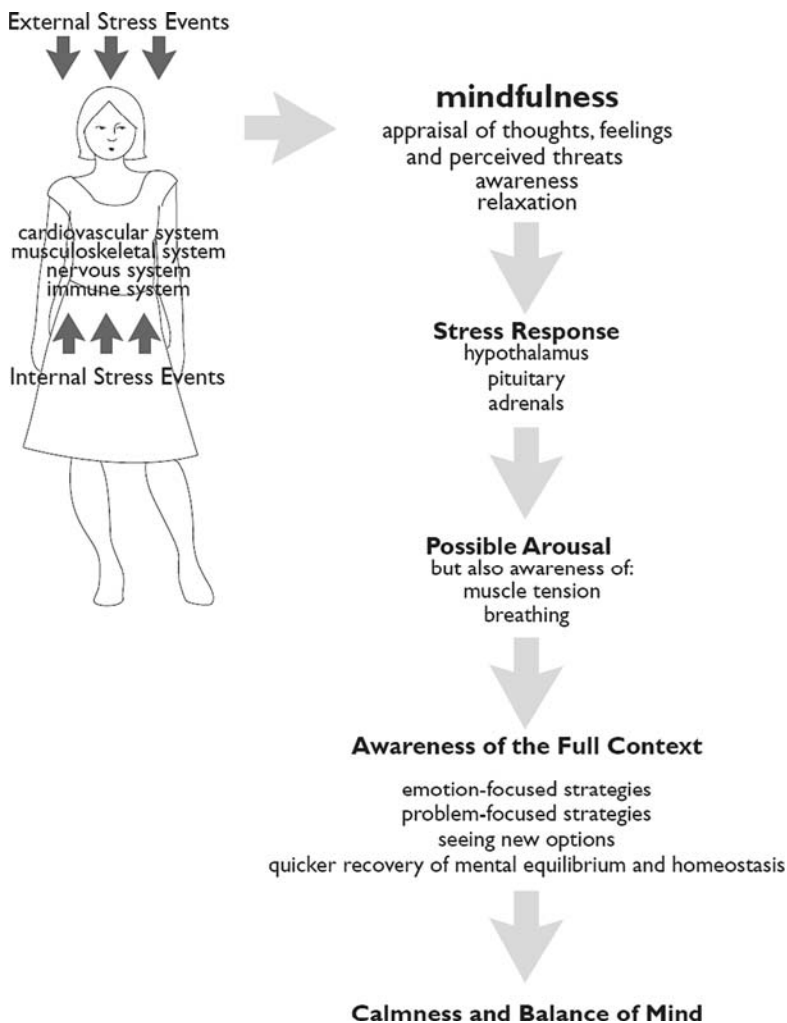 External Stress Events
cardiovascular system
musculoskeletal system
nervous system
immune system
Internal Stress Events
mindfulness
appraisal of thoughts, feelings
and perceived threats
awareness
relaxation
Stress Response
hypothalamus
pituitary
adrenals
Possible Arousal
but also awareness of:
muscle tension
breathing
Awareness of the Full Context
emotion-focused strategies
problem-focused strategies
seeing new options
quicker recovery of mental equilibrium and homeostasis
Calmness and Balance of Mind